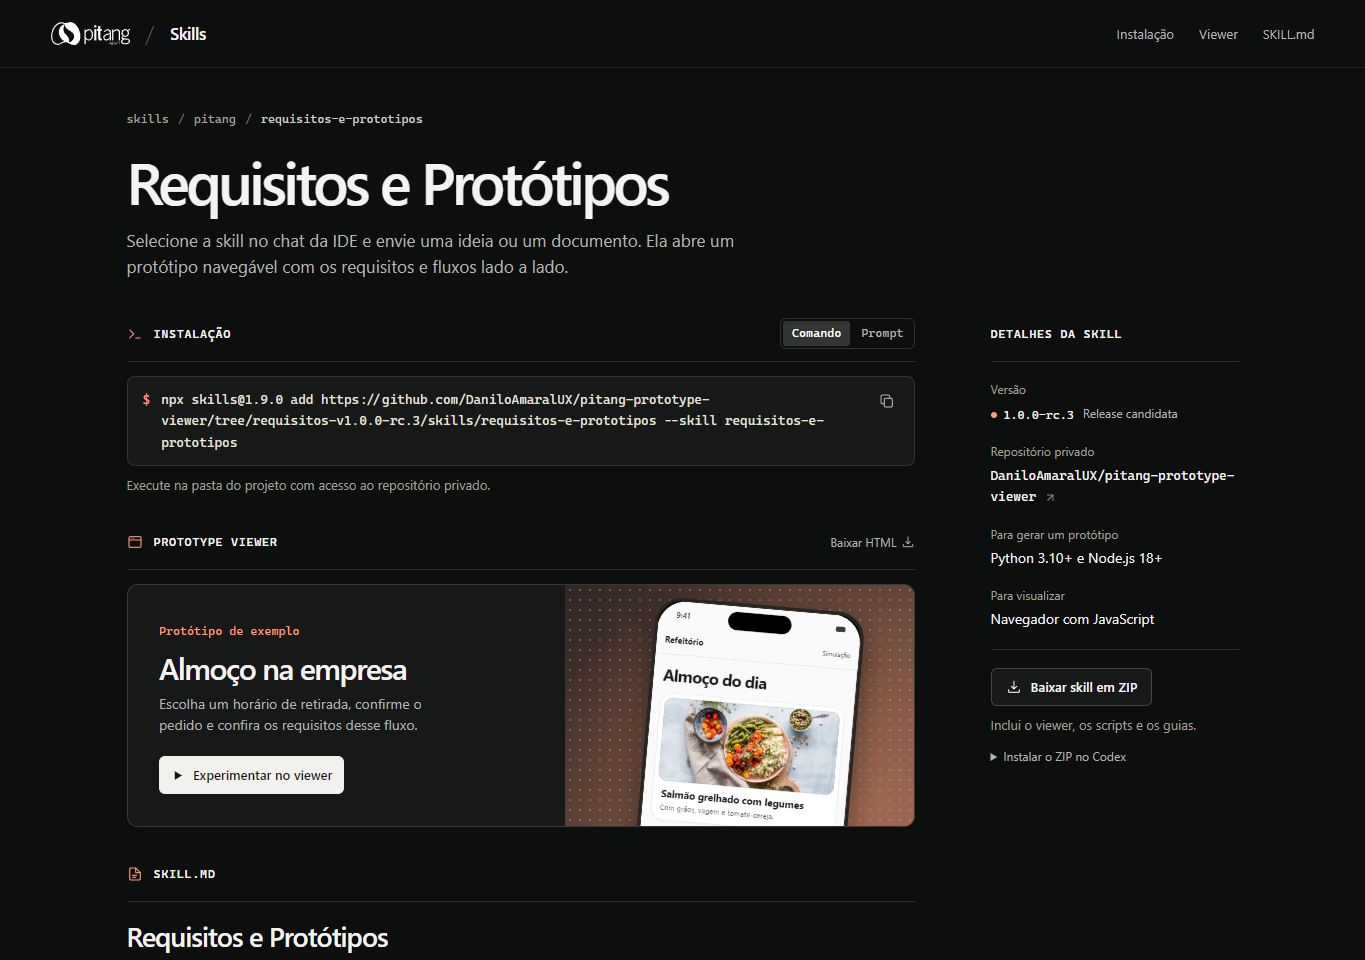 pitang / Skills
Instalação Viewer SKILL.md
skills / pitang / requisitos-e-prototipos
Requisitos e Protótipos
Selecione a skill no chat da IDE e envie uma ideia ou um documento. Ela abre um
protótipo navegável com os requisitos e fluxos lado a lado.
INSTALAÇÃO
Comando Prompt
$ npx skills@1.9.0 add https://github.com/DaniloAmaralUX/pitang-prototype-
viewer/tree/requisitos-v1.0.0-rc.3/skills/requisitos-e-prototipos --skill requisitos-e-
prototipos
Execute na pasta do projeto com acesso ao repositório privado.
PROTOTYPE VIEWER
Baixar HTML
Protótipo de exemplo
Almoço na empresa
Escolha um horário de retirada, confirme o
pedido e confira os requisitos desse fluxo.
Experimentar no viewer
9:41
Refeitório
Simulação
Almoço do dia
Salmão grelhado com legumes
Com grãos, vagem e tomate-cereja.
SKILL.MD
Requisitos e Protótipos
DETALHES DA SKILL
Versão
1.0.0-rc.3 Release candidata
Repositório privado
DaniloAmaralUX/pitang-prototype-
viewer
Para gerar um protótipo
Python 3.10+ e Node.js 18+
Para visualizar
Navegador com JavaScript
Baixar skill em ZIP
Inclui o viewer, os scripts e os guias.
Instalar o ZIP no Codex